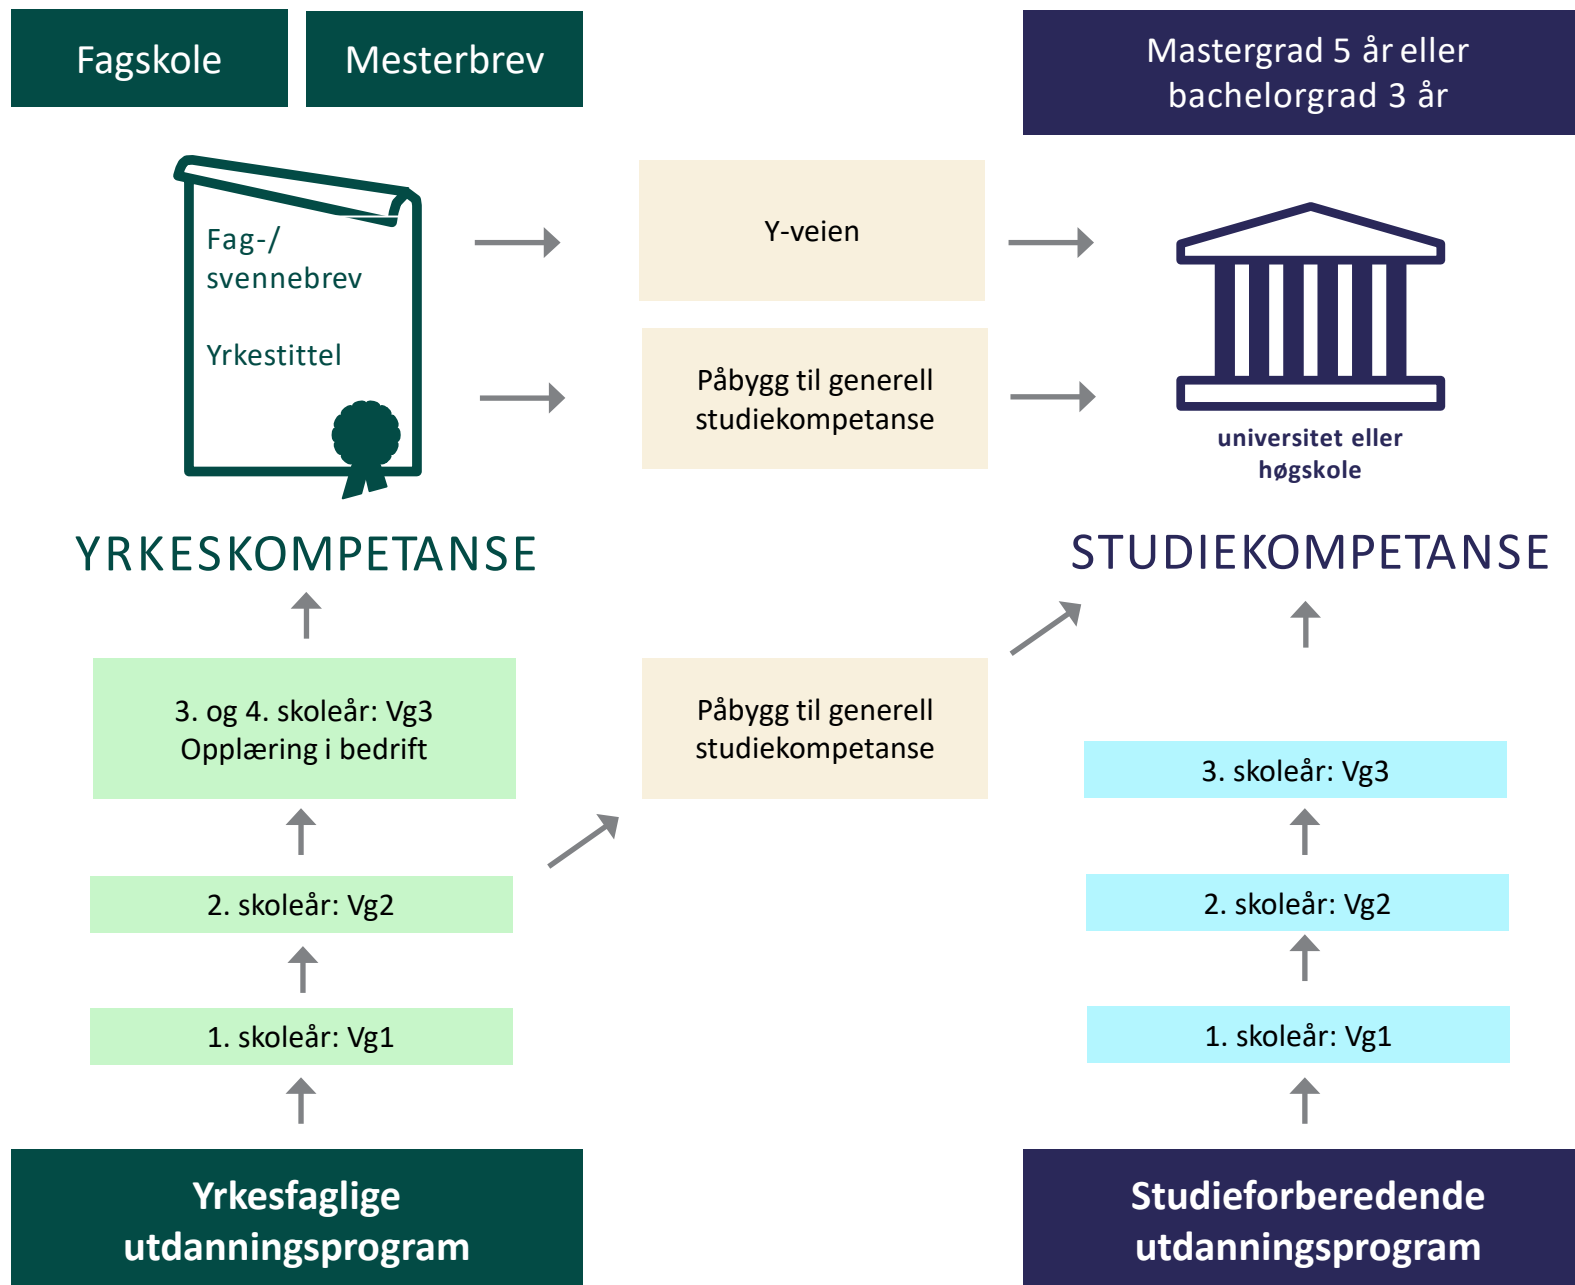 Fagskole
Mesterbrev
Mastergrad 5 år eller
bachelorgrad 3 år
Fag-/
svennebrev
Yrkestittel
Y-veien
Påbygg til generell
studiekompetanse
universitet eller
høgskole
YRKESKOMPETANSE
STUDIEKOMPETANSE
3. og 4. skoleår: Vg3
Opplæring i bedrift
Påbygg til generell
studiekompetanse
3. skoleår: Vg3
2. skoleår: Vg2
2. skoleår: Vg2
1. skoleår: Vg1
1. skoleår: Vg1
Yrkesfaglige
utdanningsprogram
Studieforberedende
utdanningsprogram